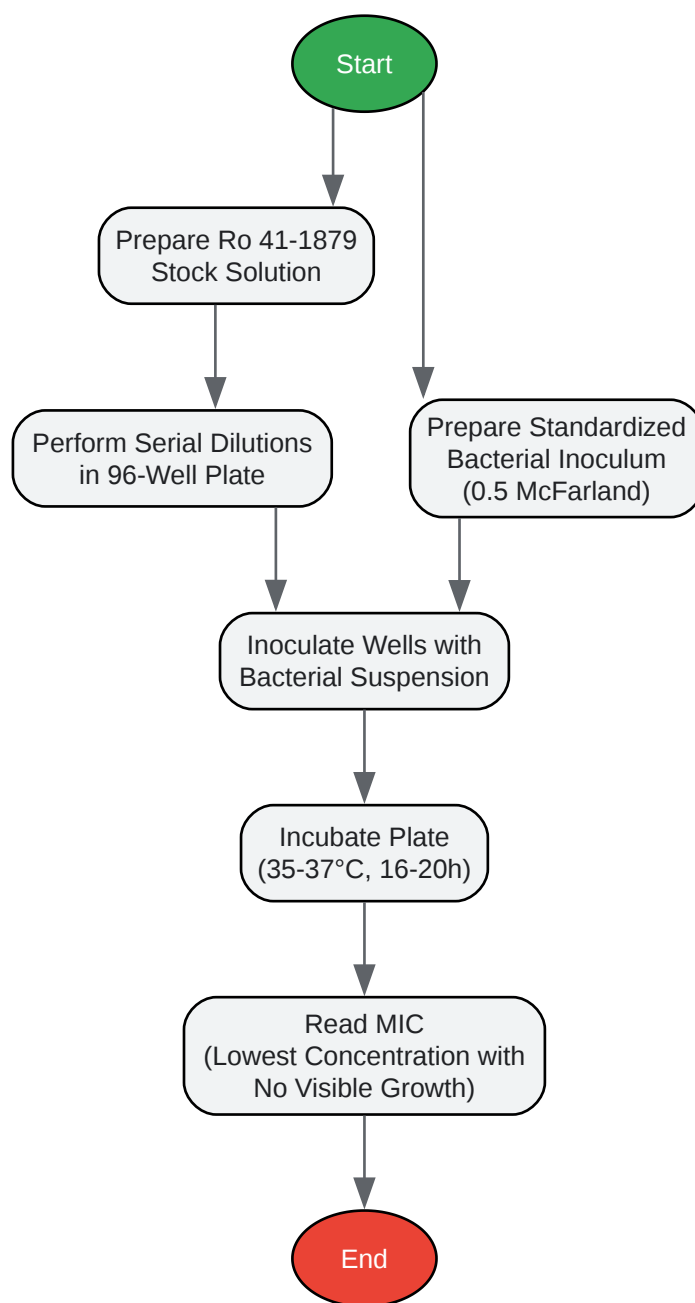 Start
Prepare Ro 41-1879
Stock Solution
Perform Serial Dilutions
in 96-Well Plate
Prepare Standardized
Bacterial Inoculum
(0.5 McFarland)
Inoculate Wells with
Bacterial Suspension
Incubate Plate
(35-37°C, 16-20h)
Read MIC
(Lowest Concentration with
No Visible Growth)
End